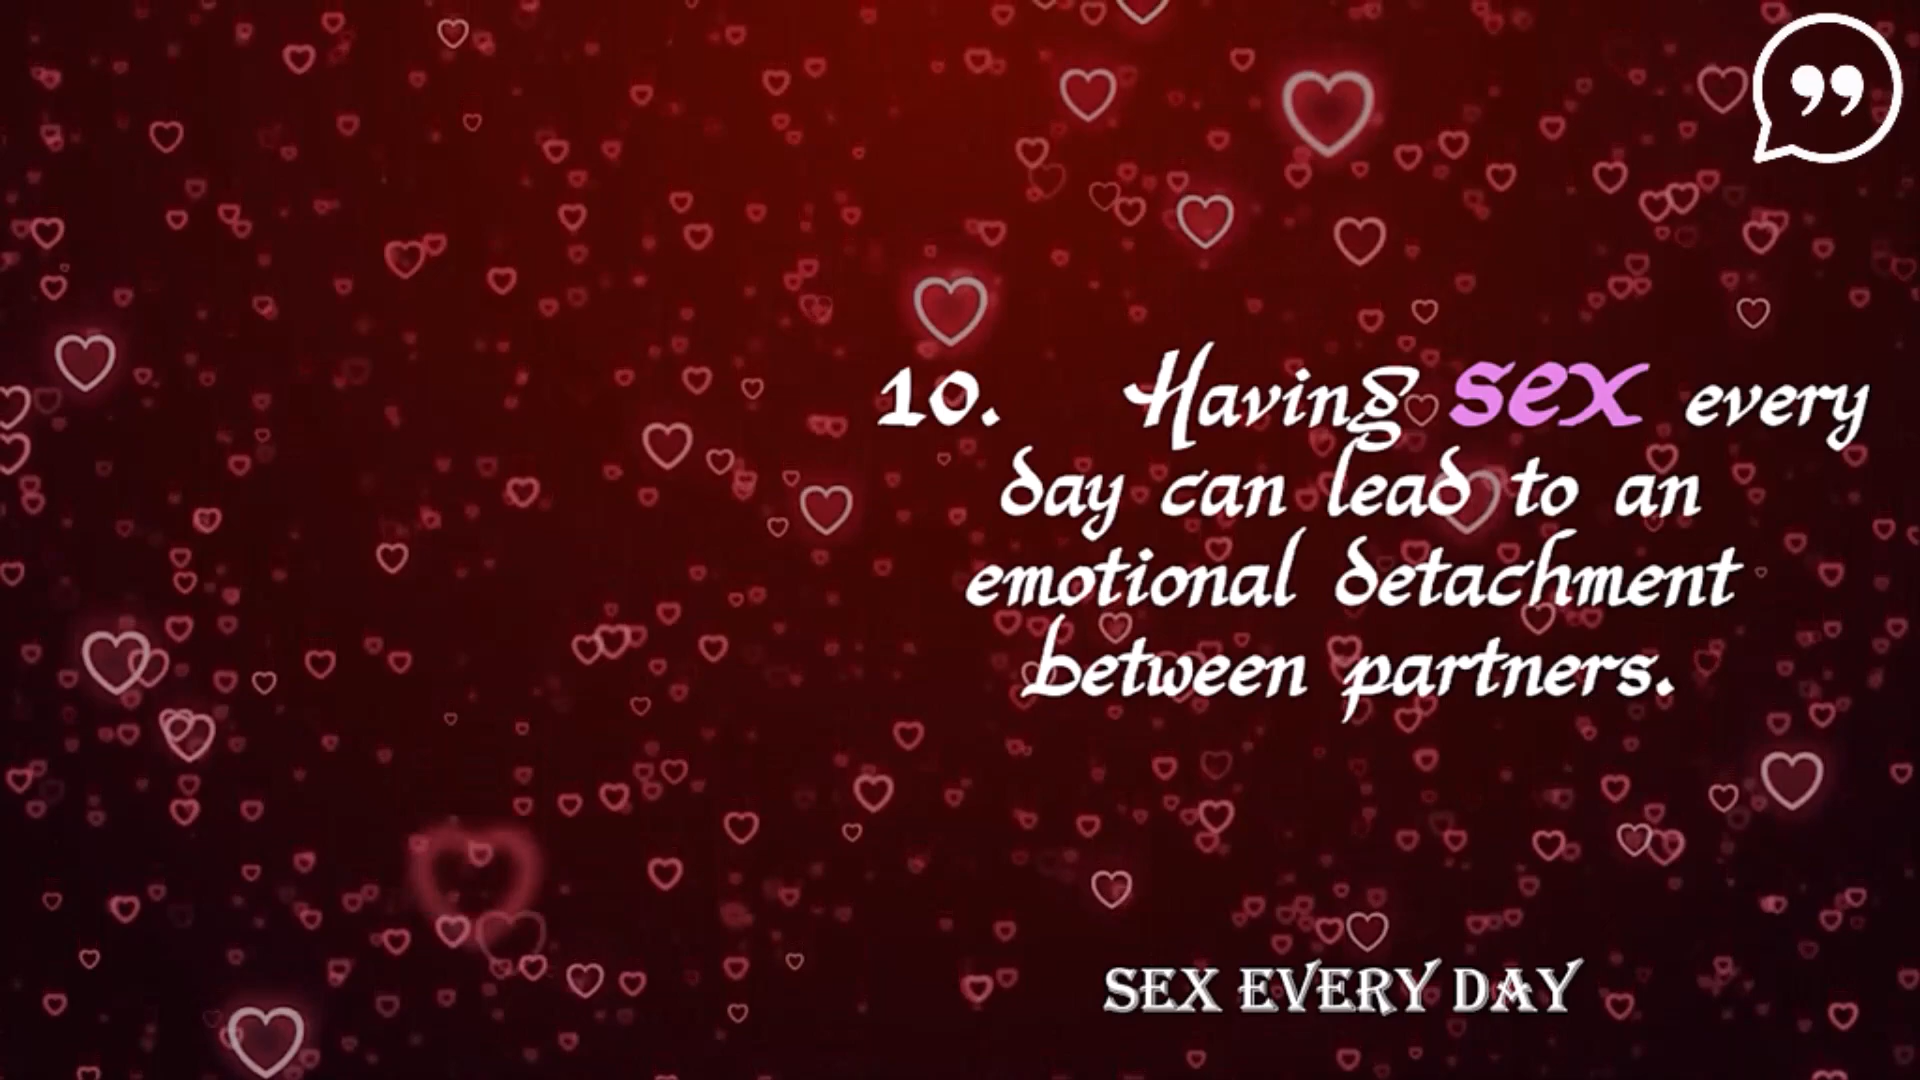 10. Having sex every
day can lead to an
emotional detachment
between partners.
SEX EVERY DAY